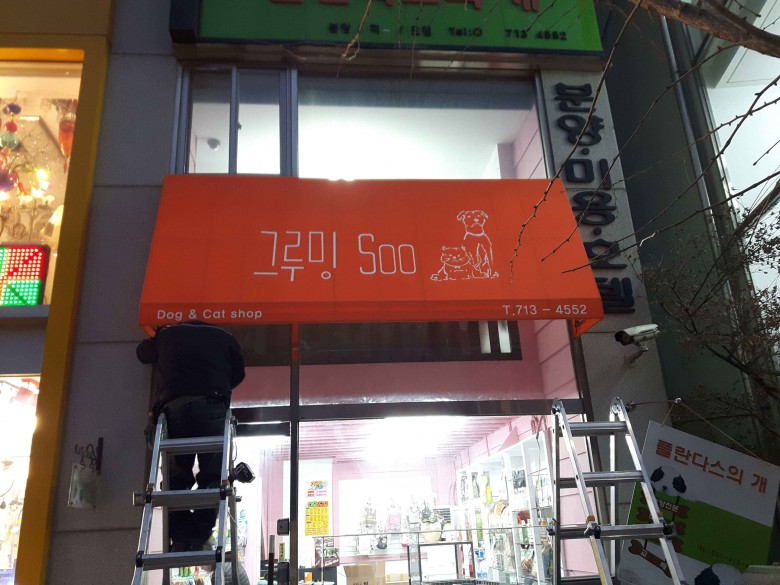 713 4552
분양·미용·호텔
그루밍 Soo
Dog & Cat shop
T.713 - 4552
플란다스의 개